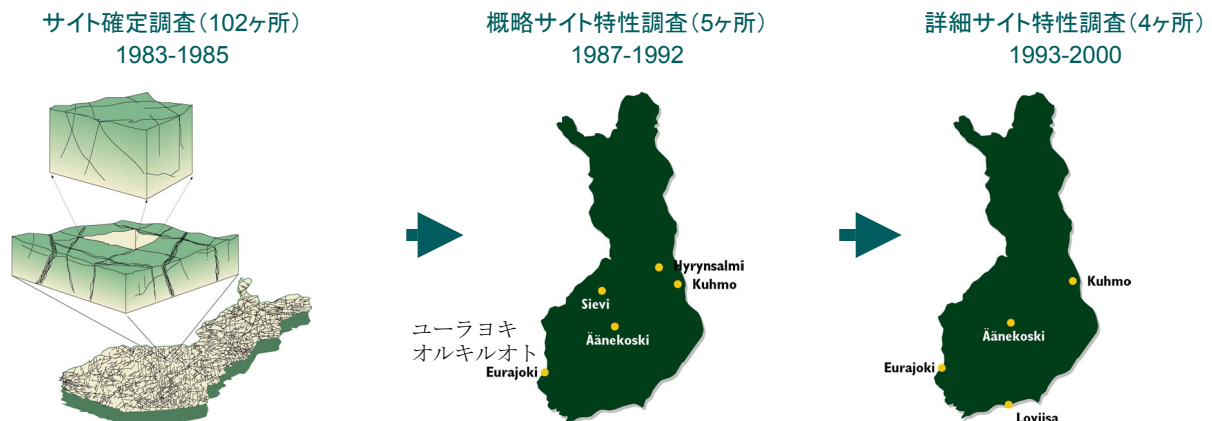 サイト確定調査(102ヶ所)
1983-1985
概略サイト特性調査(5ヶ所)
1987-1992
詳細サイト特性調査(4ヶ所)
1993-2000
Hyrynsalmi
Kuhmo
Sievi
ユーラヨキ
オルキルオト
Äänekoski
Eurajoki
Kuhmo
Äänekoski
Eurajoki
Loviisa